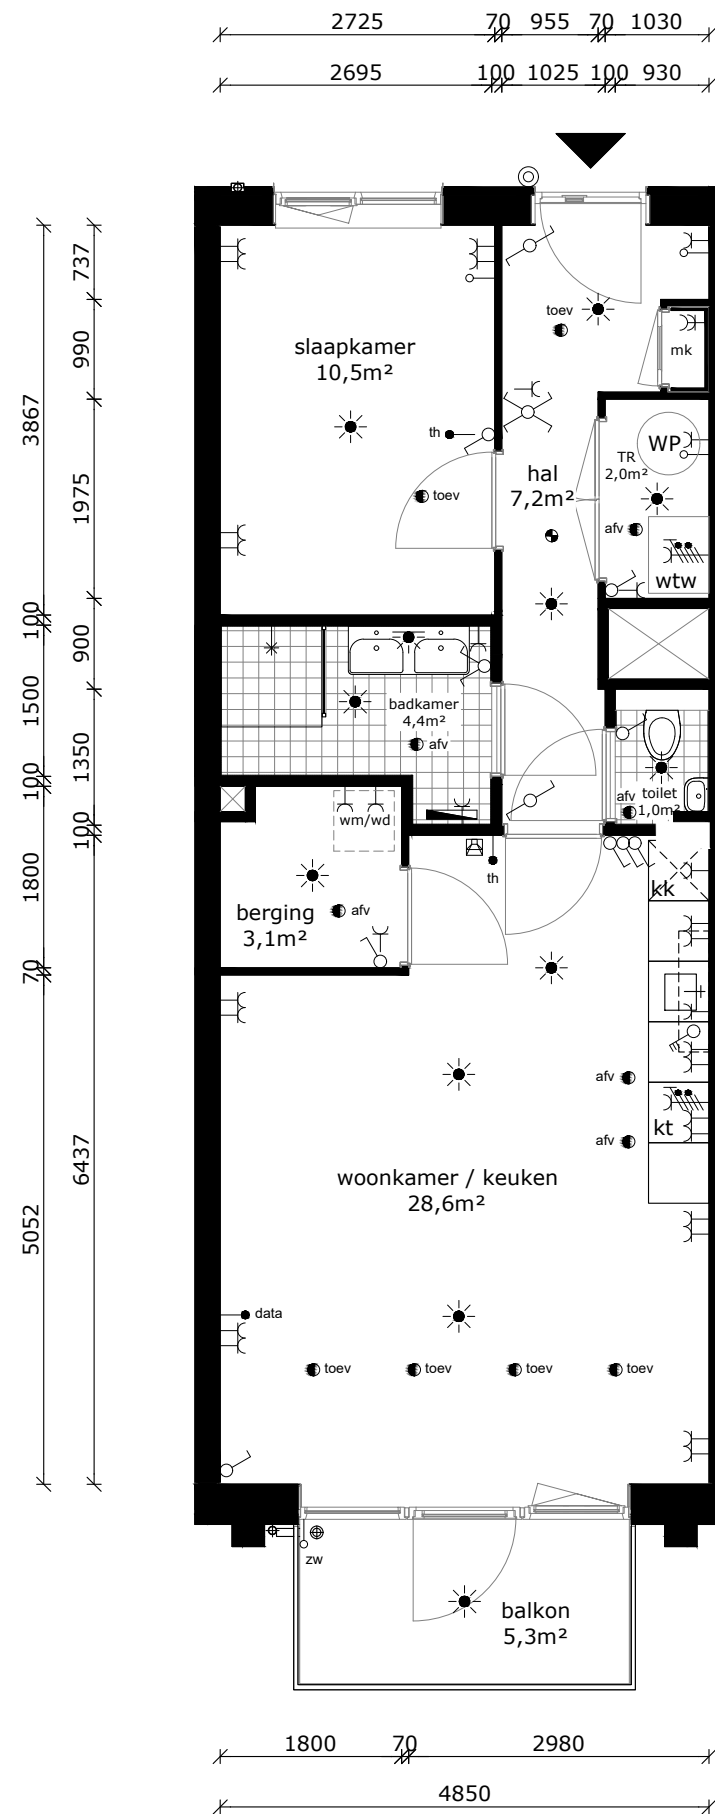 2725 70 955 70 1030
2695 100 1025 100 930
737
990
3867
1975
100
900
1500
1350
100
100
1800
70
6437
5052
slaapkamer
10,5m²
toev
mk
th
toev
hal
7,2m²
WP
TR
2,0m²
afv
wtw
badkamer
4,4m²
afv
afv
toilet
1,0m²
wm/wd
th
kk
berging
3,1m²
afv
afv
kt
afv
woonkamer / keuken
28,6m²
data
toev toev toev toev
zw
balkon
5,3m²
1800 70 2980
4850